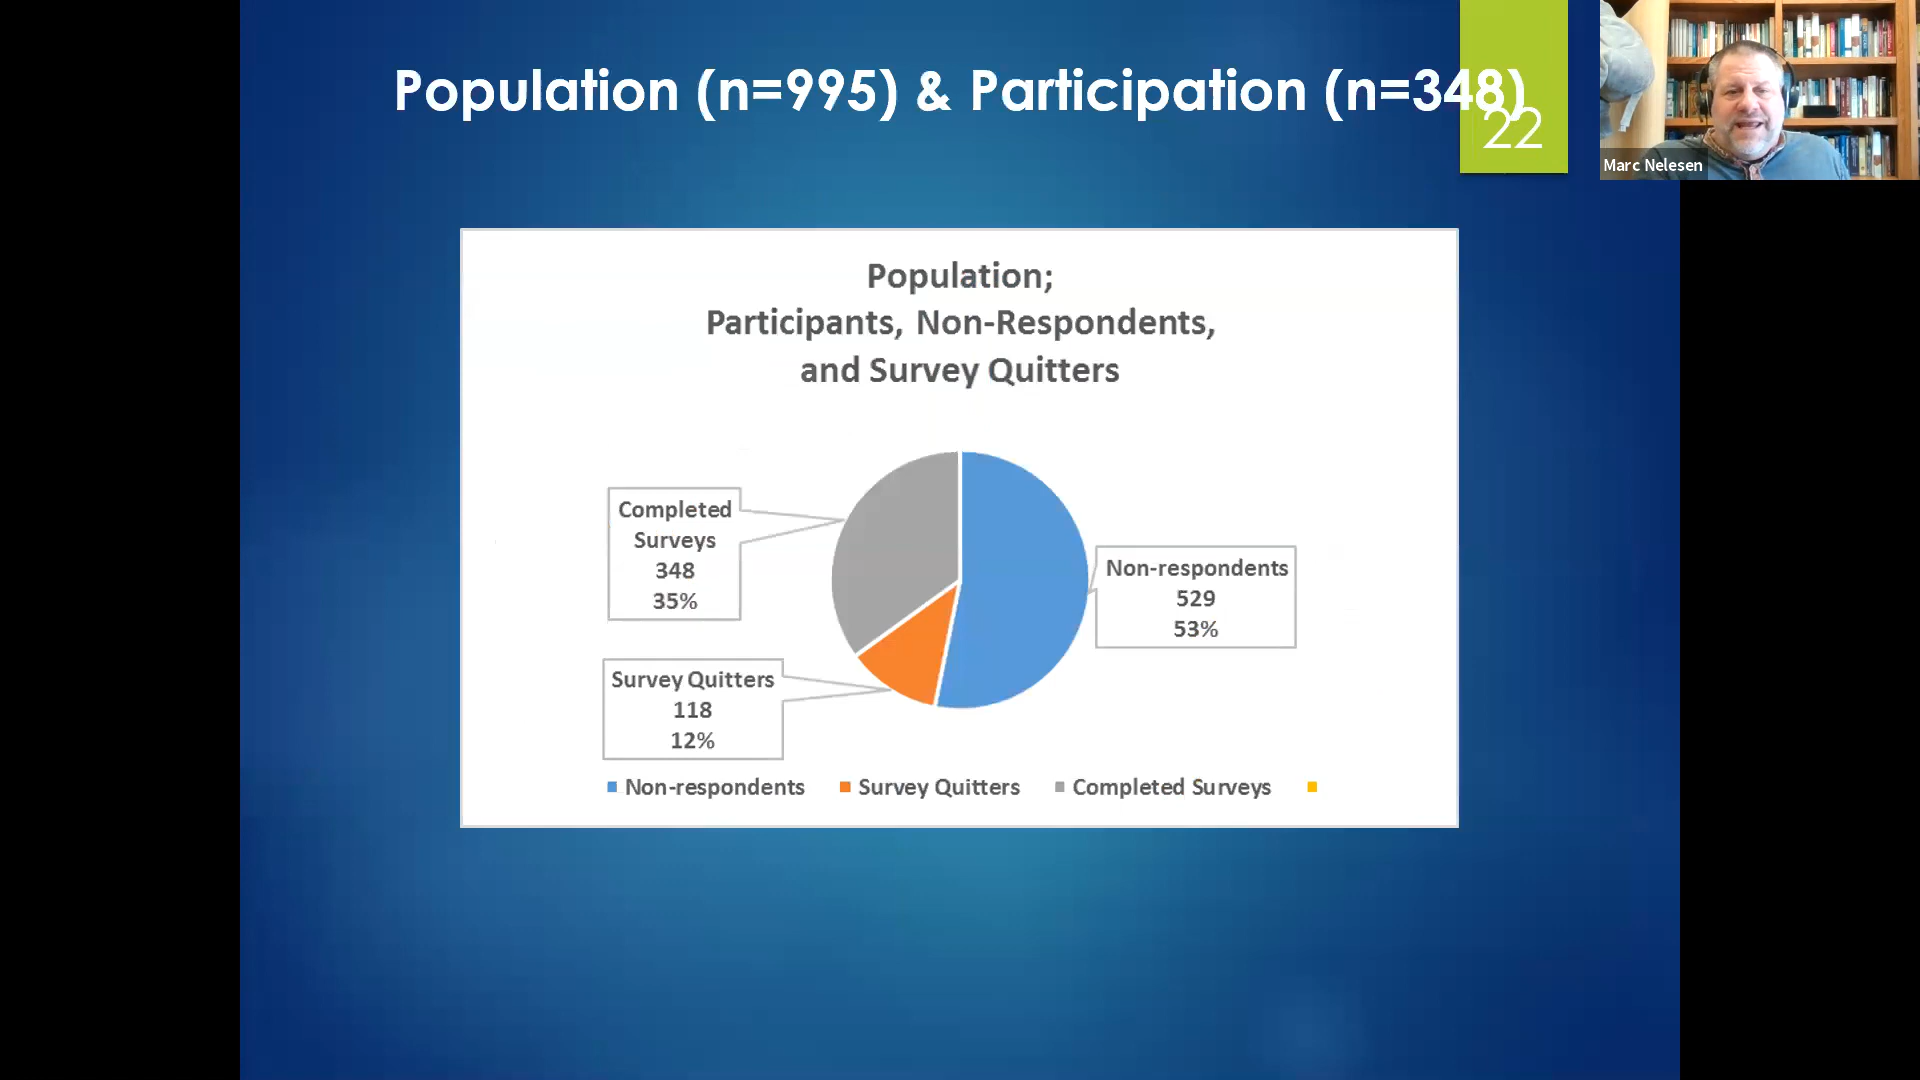 Population (n=995) & Participation (n=348)
22
Marc Nelesen
Population;
Participants, Non-Respondents,
and Survey Quitters
Completed
Surveys
348
35%
Non-respondents
529
53%
Survey Quitters
118
12%
Non-respondents Survey Quitters Completed Surveys